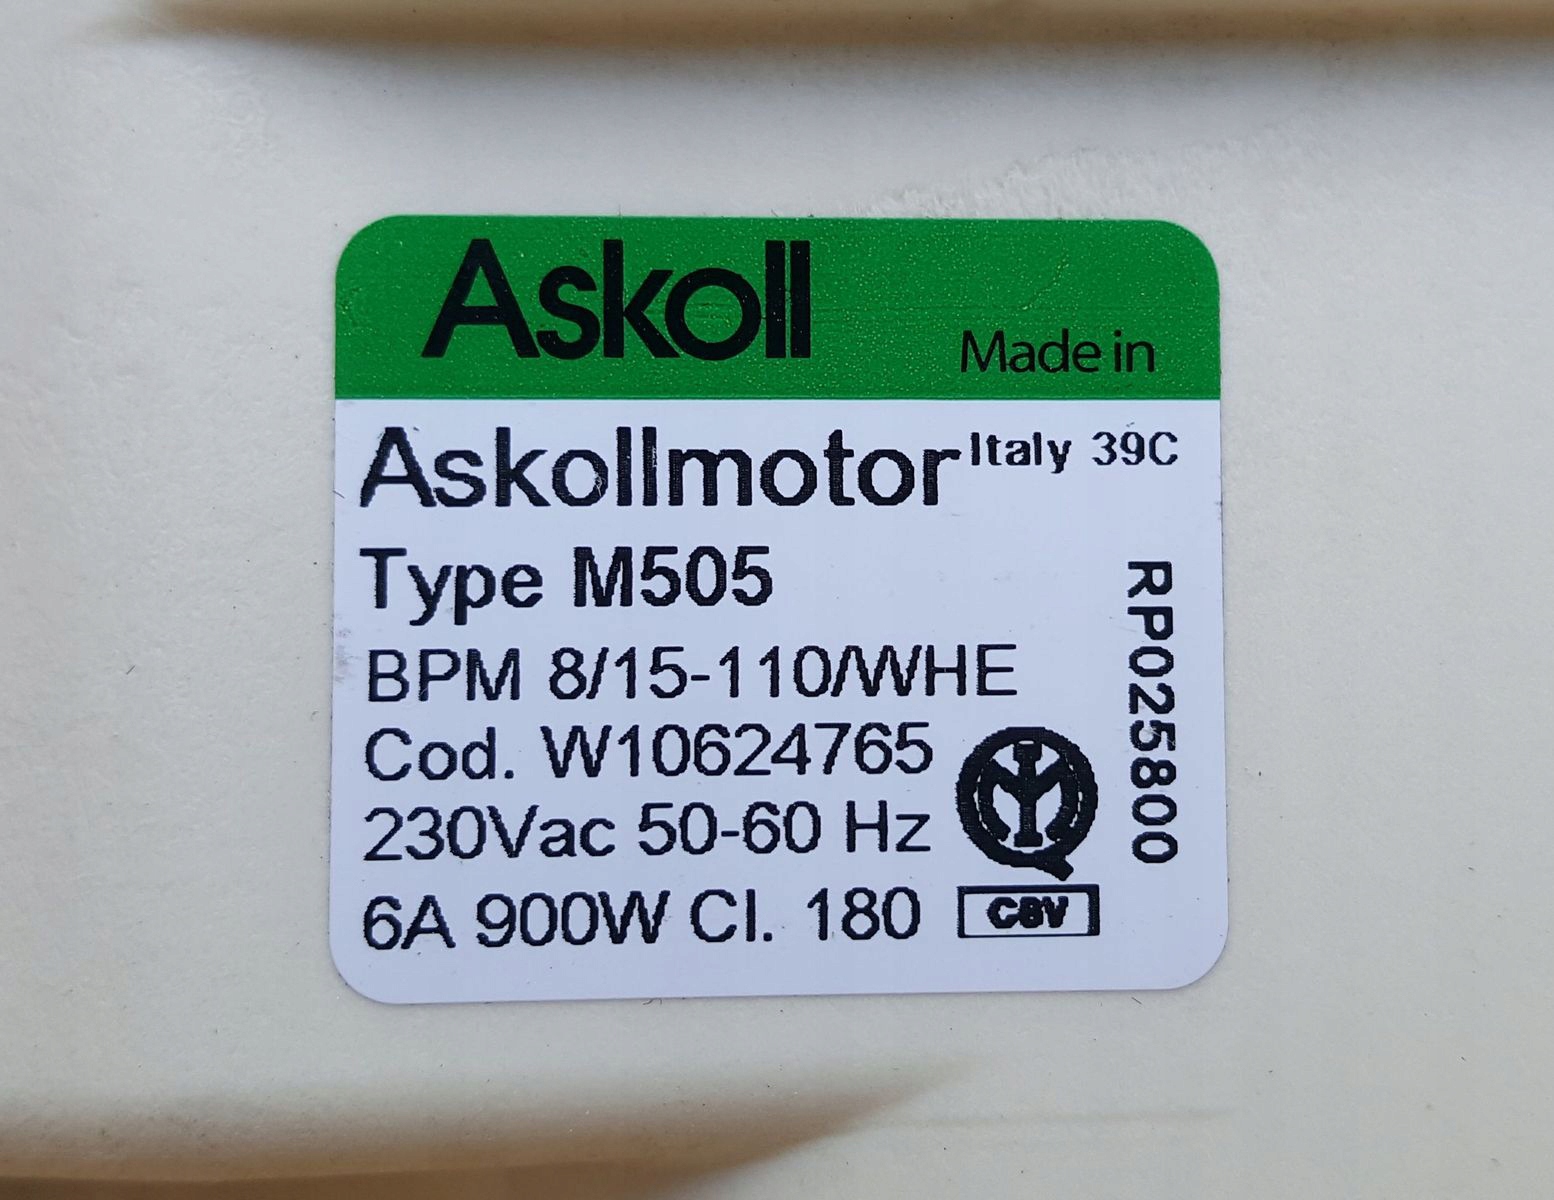 Askoll
Made in
Askollmotor
Italy 39C
Type M505
BPM 8/15-110/WHE
Cod. W10624765
230Vac 50-60 Hz
6A 900W Cl. 180
IMQ
CSV
RP025800